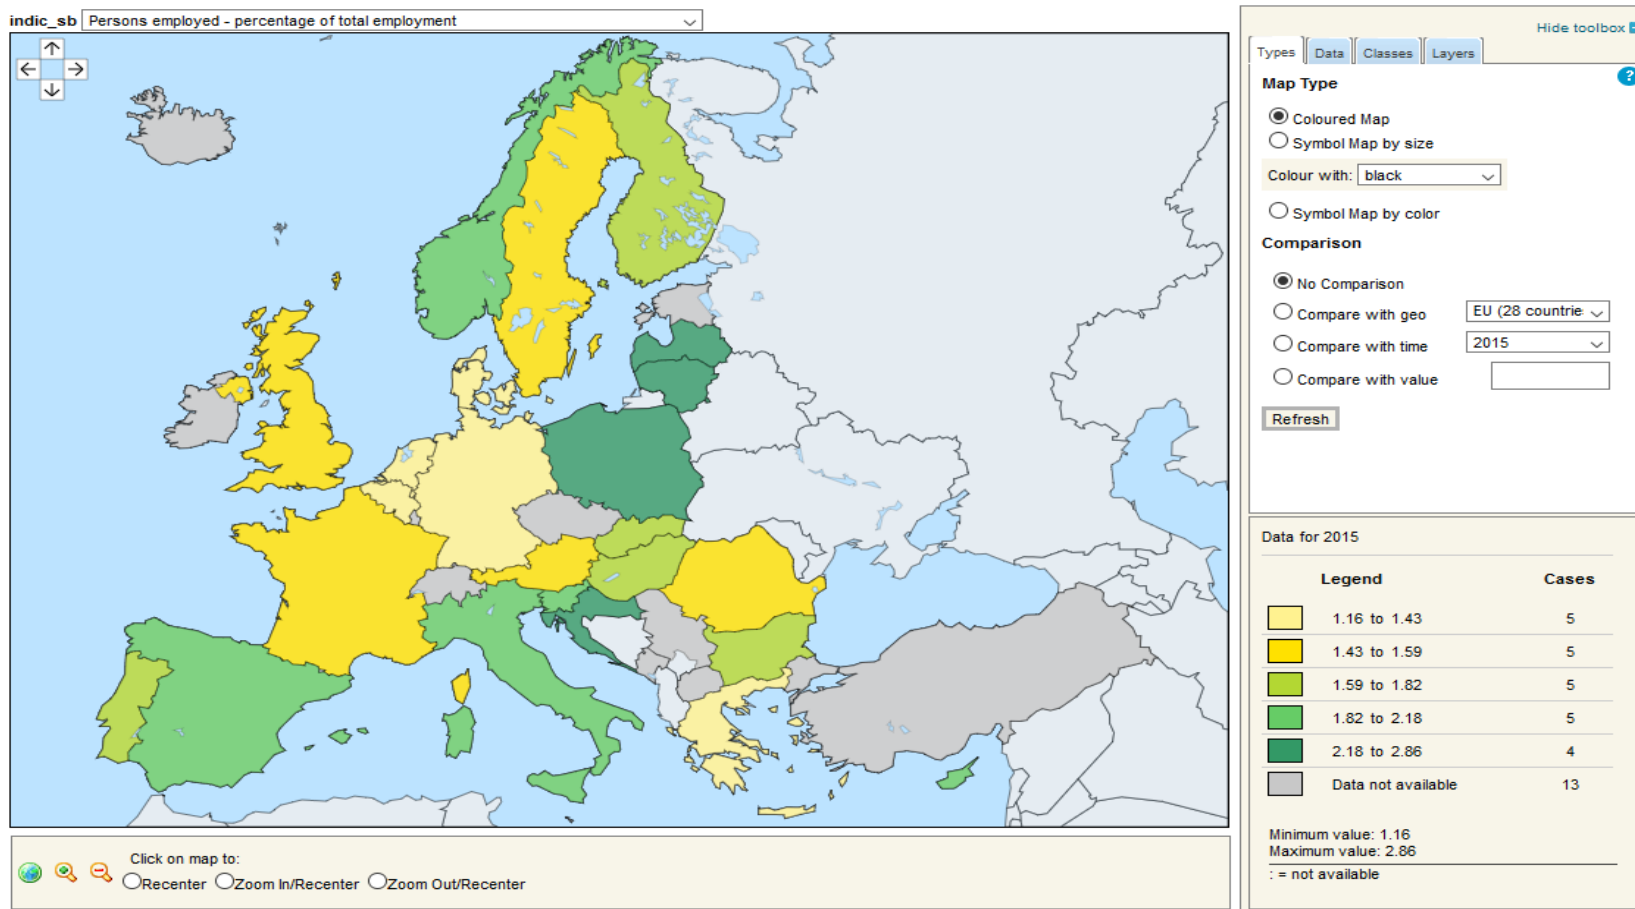 indic_sb Persons employed - percentage of total employment
Hide toolbox
Types Data Classes Layers
?
Map Type
Coloured Map
Symbol Map by size
Colour with: black
Symbol Map by color
Comparison
No Comparison
Compare with geo EU (28 countrie
Compare with time 2015
Compare with value
Refresh
Data for 2015
Legend Cases
1.16 to 1.43 5
1.43 to 1.59 5
1.59 to 1.82 5
1.82 to 2.18 5
2.18 to 2.86 4
Data not available 13
Minimum value: 1.16
Maximum value: 2.86
: = not available
Click on map to:
Recenter Zoom In/Recenter Zoom Out/Recenter